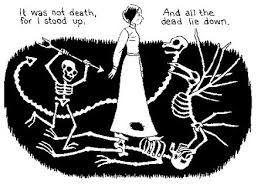 It was not death,
for I stood up,
And all the
dead lie down.